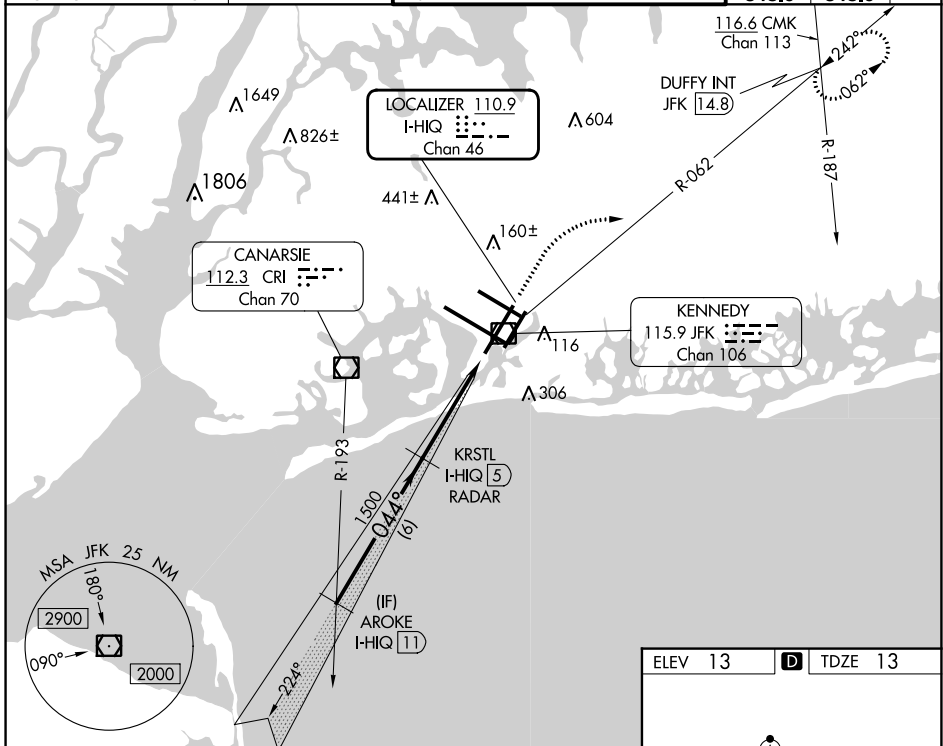 116.6 CMK
Chan 113
242°
062°
DUFFY INT
JFK 14.8
1649
826±
LOCALIZER 110.9
I-HIQ
Chan 46
604
1806
441±
R-062
R-187
160±
CANARSIE
112.3 CRI
Chan 70
KENNEDY
115.9 JFK
Chan 106
116
306
R-193
KRSTL
I-HIQ 5
RADAR
1500
044°
(6)
MSA JFK 25 NM
180°
2900
090°
2000
(IF)
AROKE
I-HIQ 11
224°
ELEV 13 D TDZE 13